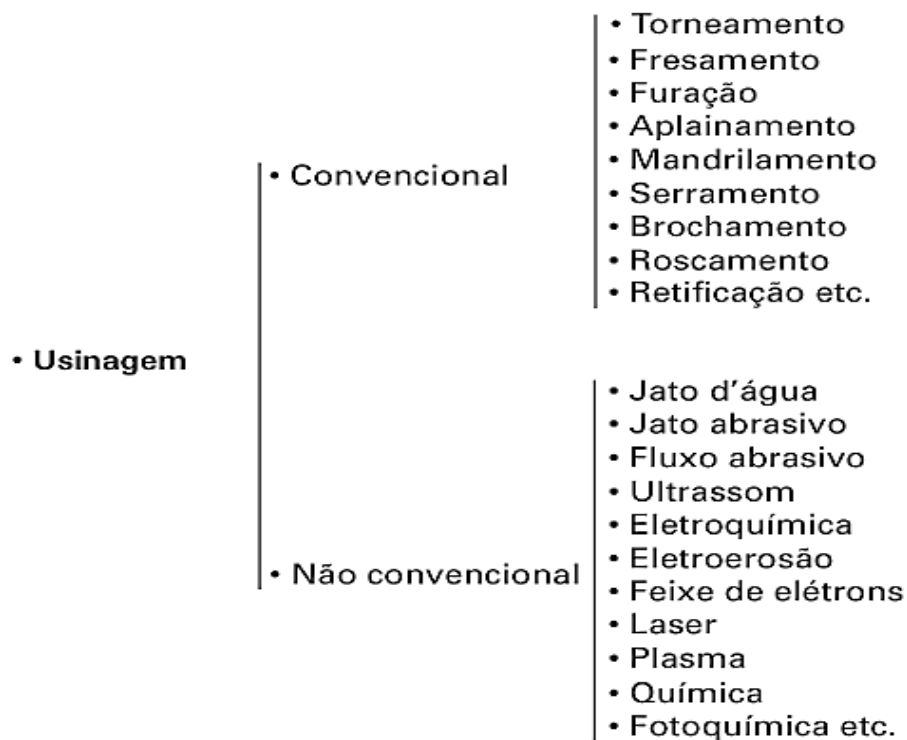 • Usinagem
• Convencional
• Torneamento
• Fresamento
• Furação
• Aplainamento
• Mandrilamento
• Serramento
• Brochamento
• Roscamento
• Retificação etc.
• Não convencional
• Jato d’água
• Jato abrasivo
• Fluxo abrasivo
• Ultrassom
• Eletroquímica
• Eletroerosão
• Feixe de elétrons
• Laser
• Plasma
• Química
• Fotoquímica etc.